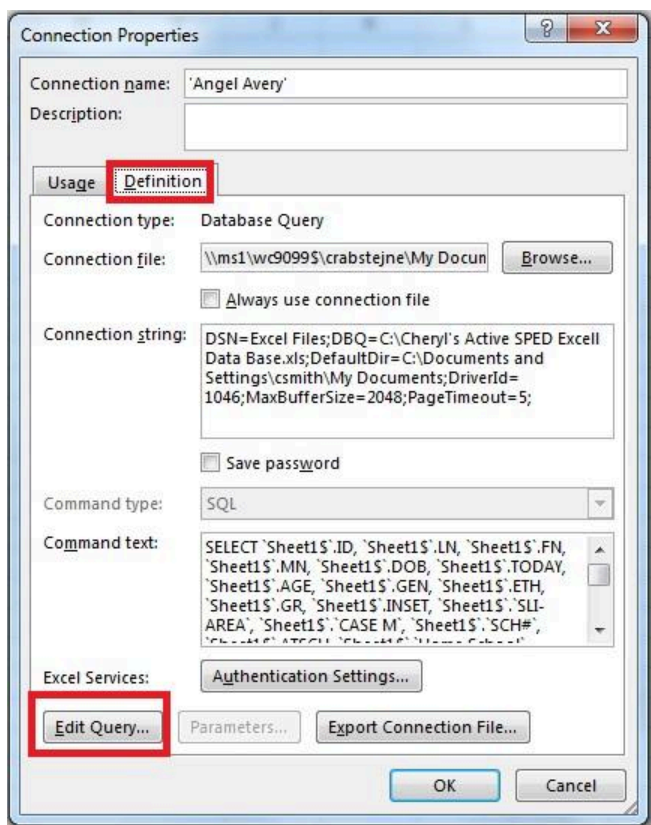 Connection Properties
Connection name: 'Angel Avery'
Description:
Usage Definition
Connection type: Database Query
Connection file: \\ms1\wc9099$\crabstejne\My Docun Browse...
Always use connection file
Connection string: DSN=Excel Files;DBQ=C:\Cheryl's Active SPED Excell
Data Base.xls;DefaultDir=C:\Documents and
Settings\csmith\My Documents;DriverId=
1046;MaxBufferSize=2048;PageTimeout=5;
Save password
Command type: SQL
Command text: SELECT `Sheet1$`.ID, `Sheet1$`.LN, `Sheet1$`.FN,
`Sheet1$`.MN, `Sheet1$`.DOB, `Sheet1$`.TODAY,
`Sheet1$`.AGE, `Sheet1$`.GEN, `Sheet1$`.ETH,
`Sheet1$`.GR, `Sheet1$`.INSET, `Sheet1$`.`SLI-
AREA`, `Sheet1$`.`CASE M`, `Sheet1$`.`SCH#`,
Excel Services: Authentication Settings...
Edit Query... Parameters... Export Connection File...
OK Cancel